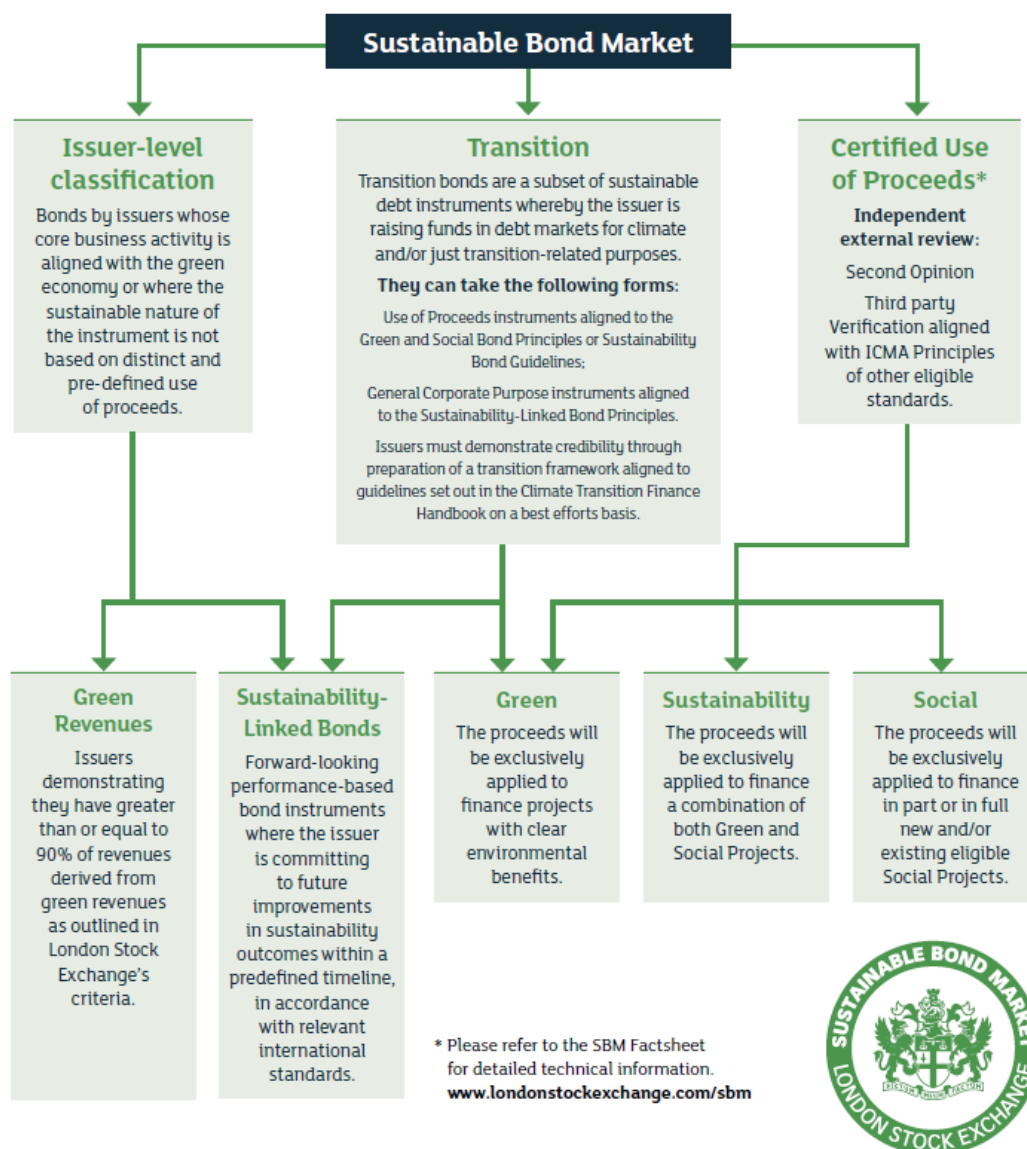 Sustainable Bond Market
Issuer-level
classification
Bonds by issuers whose
core business activity is
aligned with the green
economy or where the
sustainable nature of
the instrument is not
based on distinct and
pre-defined use
of proceeds.
Transition
Transition bonds are a subset of sustainable
debt instruments whereby the issuer is
raising funds in debt markets for climate
and/or just transition-related purposes.
They can take the following forms:
Use of Proceeds instruments aligned to the
Green and Social Bond Principles or Sustainability
Bond Guidelines;
General Corporate Purpose instruments aligned
to the Sustainability-Linked Bond Principles.
Issuers must demonstrate credibility through
preparation of a transition framework aligned to
guidelines set out in the Climate Transition Finance
Handbook on a best efforts basis.
Certified Use
of Proceeds*
Independent
external review:
Second Opinion
Third party
Verification aligned
with ICMA Principles
of other eligible
standards.
Green
Revenues
Issuers
demonstrating
they have greater
than or equal to
90% of revenues
derived from
green revenues
as outlined in
London Stock
Exchange's
criteria.
Sustainability-
Linked Bonds
Forward-looking
performance-based
bond instruments
where the issuer
is committing
to future
improvements
in sustainability
outcomes within a
predefined timeline,
in accordance
with relevant
international
standards.
Green
The proceeds will
be exclusively
applied to
finance projects
with clear
environmental
benefits.
Sustainability
The proceeds will
be exclusively
applied to finance
a combination of
both Green and
Social Projects.
Social
The proceeds will
be exclusively
applied to finance
in part or in full
new and/or
existing eligible
Social Projects.
* Please refer to the SBM Factsheet
for detailed technical information.
www.londonstockexchange.com/sbm
SUSTAINABLE BOND MARKET
LONDON STOCK EXCHANGE